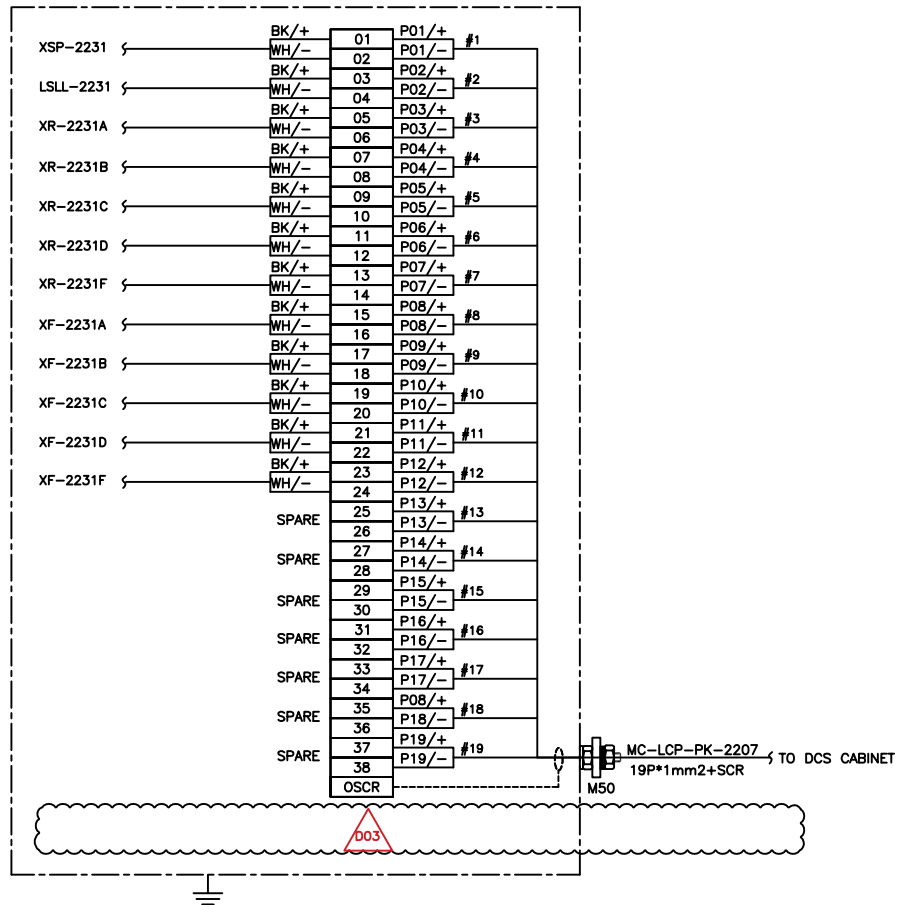 BK/+ 01 P01/+ #1
XSP-2231 WH/- 02 P01/-
BK/+ 03 P02/+ #2
LSLL-2231 WH/- 04 P02/-
BK/+ 05 P03/+ #3
XR-2231A WH/- 06 P03/-
BK/+ 07 P04/+ #4
XR-2231B WH/- 08 P04/-
BK/+ 09 P05/+ #5
XR-2231C WH/- 10 P05/-
BK/+ 11 P06/+ #6
XR-2231D WH/- 12 P06/-
BK/+ 13 P07/+ #7
XR-2231F WH/- 14 P07/-
BK/+ 15 P08/+ #8
XF-2231A WH/- 16 P08/-
BK/+ 17 P09/+ #9
XF-2231B WH/- 18 P09/-
BK/+ 19 P10/+ #10
XF-2231C WH/- 20 P10/-
BK/+ 21 P11/+ #11
XF-2231D WH/- 22 P11/-
BK/+ 23 P12/+ #12
XF-2231F WH/- 24 P12/-
25 P13/+ #13
SPARE 26 P13/-
27 P14/+ #14
SPARE 28 P14/-
29 P15/+ #15
SPARE 30 P15/-
31 P16/+ #16
SPARE 32 P16/-
33 P17/+ #17
SPARE 34 P17/-
35 P08/+ #18
SPARE 36 P18/-
37 P19/+ #19
SPARE 38 P19/-
OSCR
MC-LCP-PK-2207 TO DCS CABINET
19P*1mm2+SCR
M50
D03